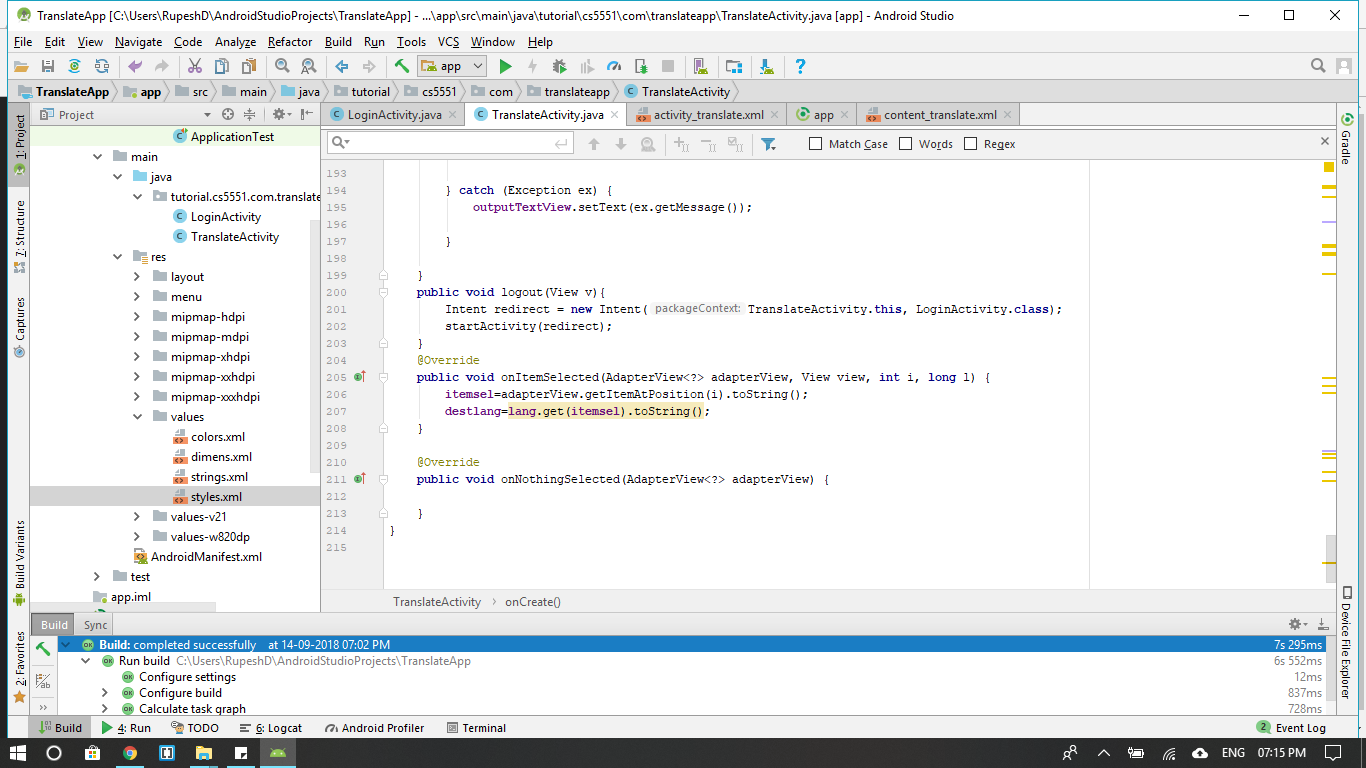 TranslateApp [C:\Users\RupeshD\AndroidStudioProjects\TranslateApp] - ...\app\src\main\java\tutorial\cs5551\com\translateapp\TranslateActivity.java [app] - Android Studio
File Edit View Navigate Code Analyze Refactor Build Run Tools VCS Window Help
app
TranslateApp app src main java tutorial cs5551 com translateapp TranslateActivity
1: Project
7: Structure
Captures
Build Variants
2: Favorites
Project
ApplicationTest
main
java
tutorial.cs5551.com.translate
LoginActivity
TranslateActivity
res
layout
menu
mipmap-hdpi
mipmap-mdpi
mipmap-xhdpi
mipmap-xxhdpi
mipmap-xxxhdpi
values
colors.xml
dimens.xml
strings.xml
styles.xml
values-v21
values-w820dp
AndroidManifest.xml
test
app.iml
LoginActivity.java TranslateActivity.java activity_translate.xml app content_translate.xml
Match Case Words Regex
193
194 } catch (Exception ex) {
195 outputTextView.setText(ex.getMessage());
196
197 }
198
199 }
200 public void logout(View v){
201 Intent redirect = new Intent( packageContext: TranslateActivity.this, LoginActivity.class);
202 startActivity(redirect);
203 }
204 @Override
205 public void onItemSelected(AdapterView<?> adapterView, View view, int i, long l) {
206 itemsel=adapterView.getItemAtPosition(i).toString();
207 destlang=lang.get(itemsel).toString();
208 }
209
210 @Override
211 public void onNothingSelected(AdapterView<?> adapterView) {
212
213 }
214 }
215
TranslateActivity onCreate()
Gradle
Device File Explorer
Build Sync
Build: completed successfully at 14-09-2018 07:02 PM 7s 295ms
Run build C:\Users\RupeshD\AndroidStudioProjects\TranslateApp 6s 552ms
Configure settings 12ms
Configure build 837ms
Calculate task graph 728ms
Build 4: Run TODO 6: Logcat Android Profiler Terminal 2 Event Log
ENG 07:15 PM